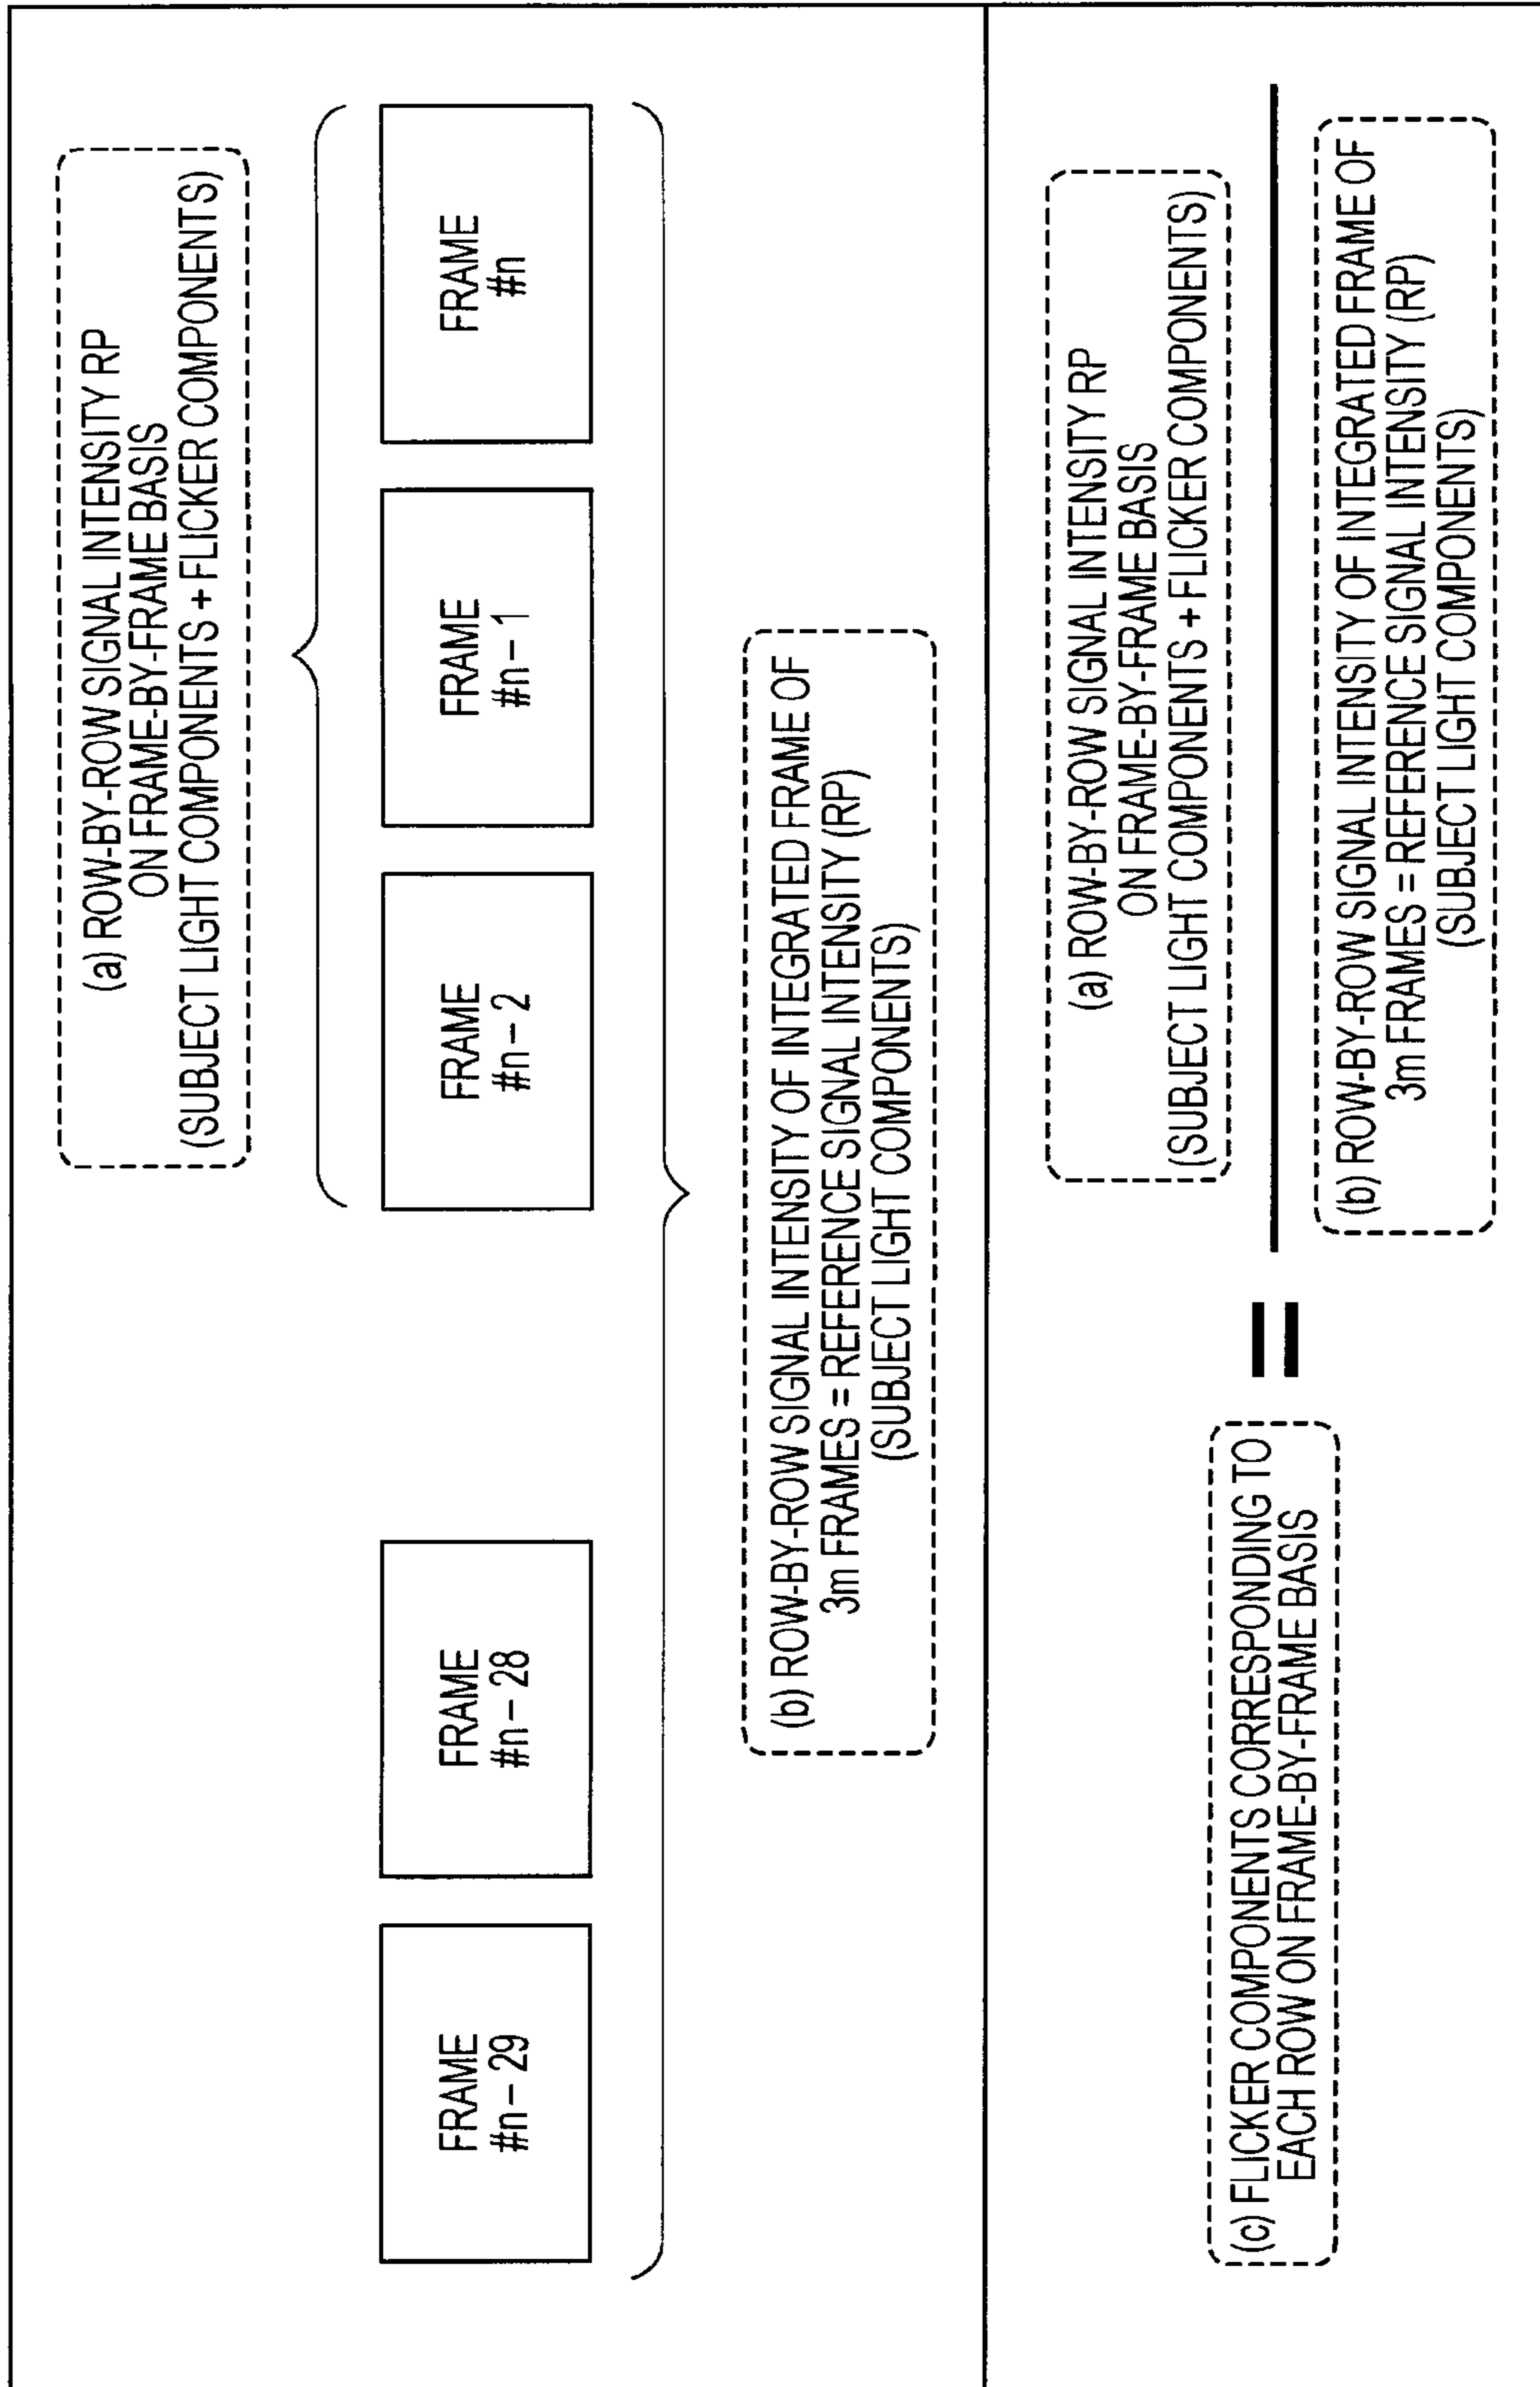 (a) ROW-BY-ROW SIGNAL INTENSITY RP
ON FRAME-BY-FRAME BASIS
(SUBJECT LIGHT COMPONENTS + FLICKER COMPONENTS)
FRAME
#n–29
FRAME
#n–28
FRAME
#n–2
FRAME
#n–1
FRAME
#n
(b) ROW-BY-ROW SIGNAL INTENSITY OF INTEGRATED FRAME OF
3m FRAMES = REFERENCE SIGNAL INTENSITY (RP)
(SUBJECT LIGHT COMPONENTS)
(c) FLICKER COMPONENTS CORRESPONDING TO
EACH ROW ON FRAME-BY-FRAME BASIS
=
(a) ROW-BY-ROW SIGNAL INTENSITY RP
ON FRAME-BY-FRAME BASIS
(SUBJECT LIGHT COMPONENTS + FLICKER COMPONENTS)
(b) ROW-BY-ROW SIGNAL INTENSITY OF INTEGRATED FRAME OF
3m FRAMES = REFERENCE SIGNAL INTENSITY (RP)
(SUBJECT LIGHT COMPONENTS)